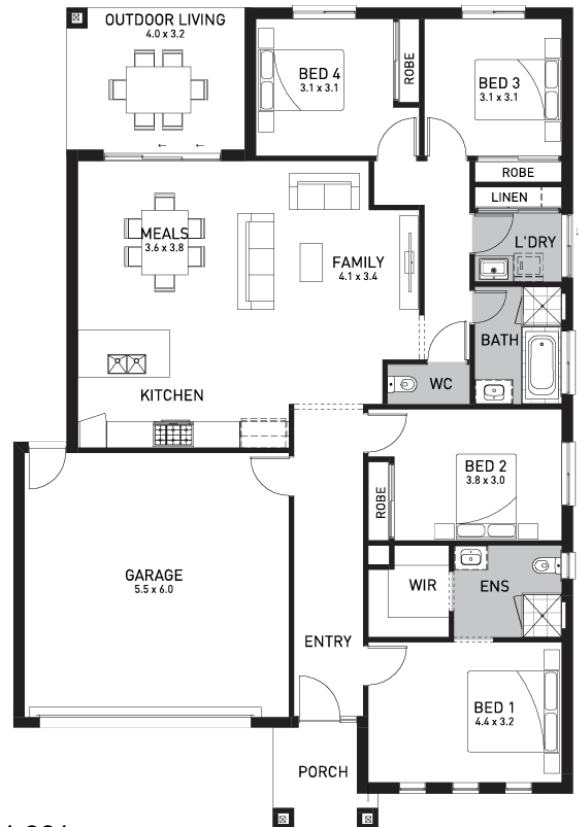 OUTDOOR LIVING
4.0 x 3.2
BED 4
3.1 x 3.1
ROBE
BED 3
3.1 x 3.1
ROBE
LINEN
L'DRY
MEALS
3.6 x 3.8
FAMILY
4.1 x 3.4
BATH
WC
KITCHEN
BED 2
3.8 x 3.0
ROBE
GARAGE
5.5 x 6.0
WIR
ENS
ENTRY
BED 1
4.4 x 3.2
PORCH